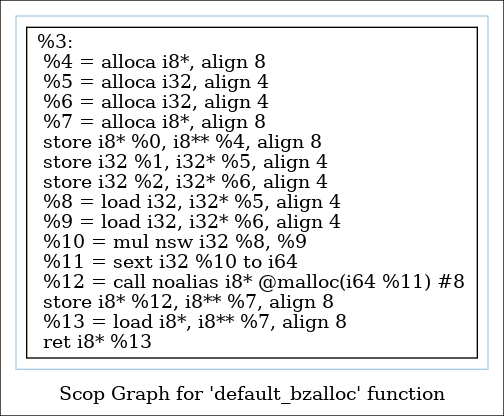 %3:
%4 = alloca i8*, align 8
%5 = alloca i32, align 4
%6 = alloca i32, align 4
%7 = alloca i8*, align 8
store i8* %0, i8** %4, align 8
store i32 %1, i32* %5, align 4
store i32 %2, i32* %6, align 4
%8 = load i32, i32* %5, align 4
%9 = load i32, i32* %6, align 4
%10 = mul nsw i32 %8, %9
%11 = sext i32 %10 to i64
%12 = call noalias i8* @malloc(i64 %11) #8
store i8* %12, i8** %7, align 8
%13 = load i8*, i8** %7, align 8
ret i8* %13
Scop Graph for 'default_bzalloc' function